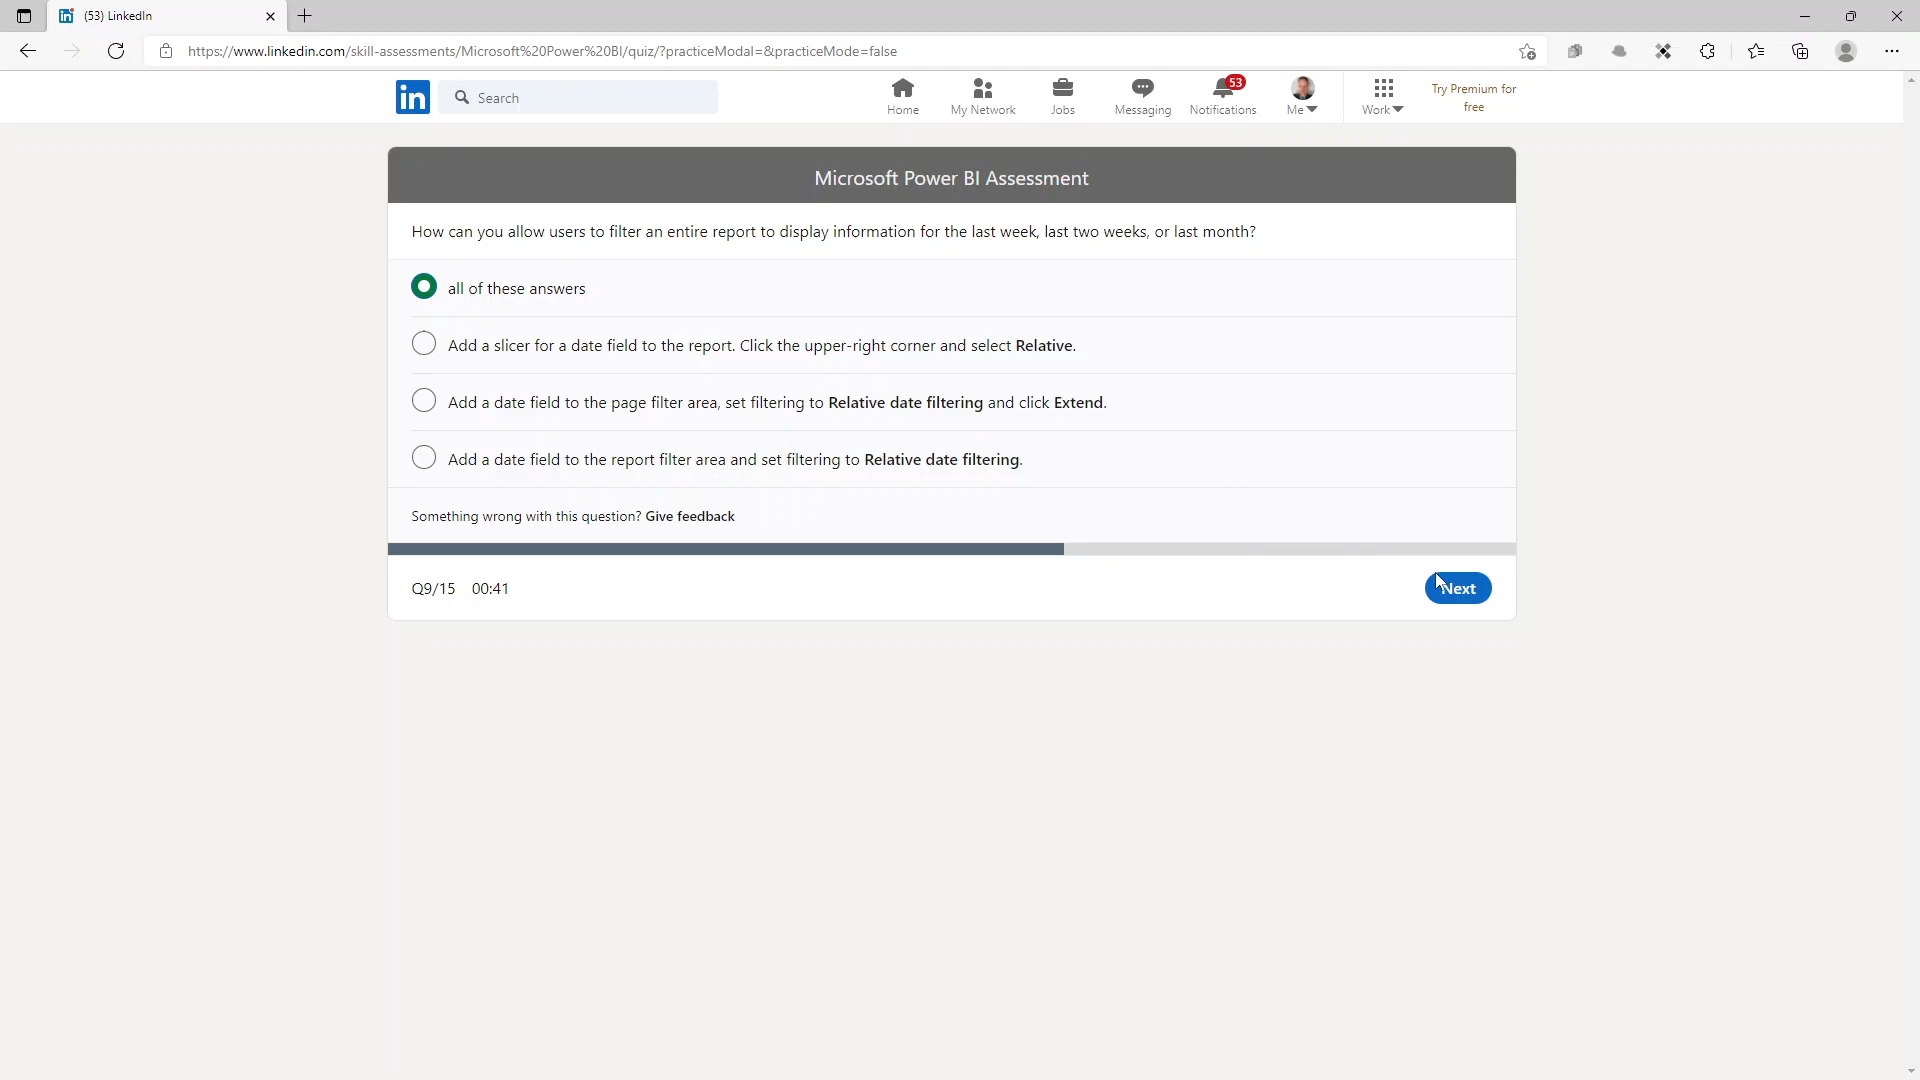 (53) LinkedIn
https://www.linkedin.com/skill-assessments/Microsoft%20Power%20BI/quiz/?practiceModal=&practiceMode=false
in
Search
Home
My Network
Jobs
Messaging
53
Notifications
Me
Work
Try Premium for
free
Microsoft Power BI Assessment
How can you allow users to filter an entire report to display information for the last week, last two weeks, or last month?
all of these answers
Add a slicer for a date field to the report. Click the upper-right corner and select Relative.
Add a date field to the page filter area, set filtering to Relative date filtering and click Extend.
Add a date field to the report filter area and set filtering to Relative date filtering.
Something wrong with this question? Give feedback
Q9/15 00:41
Next